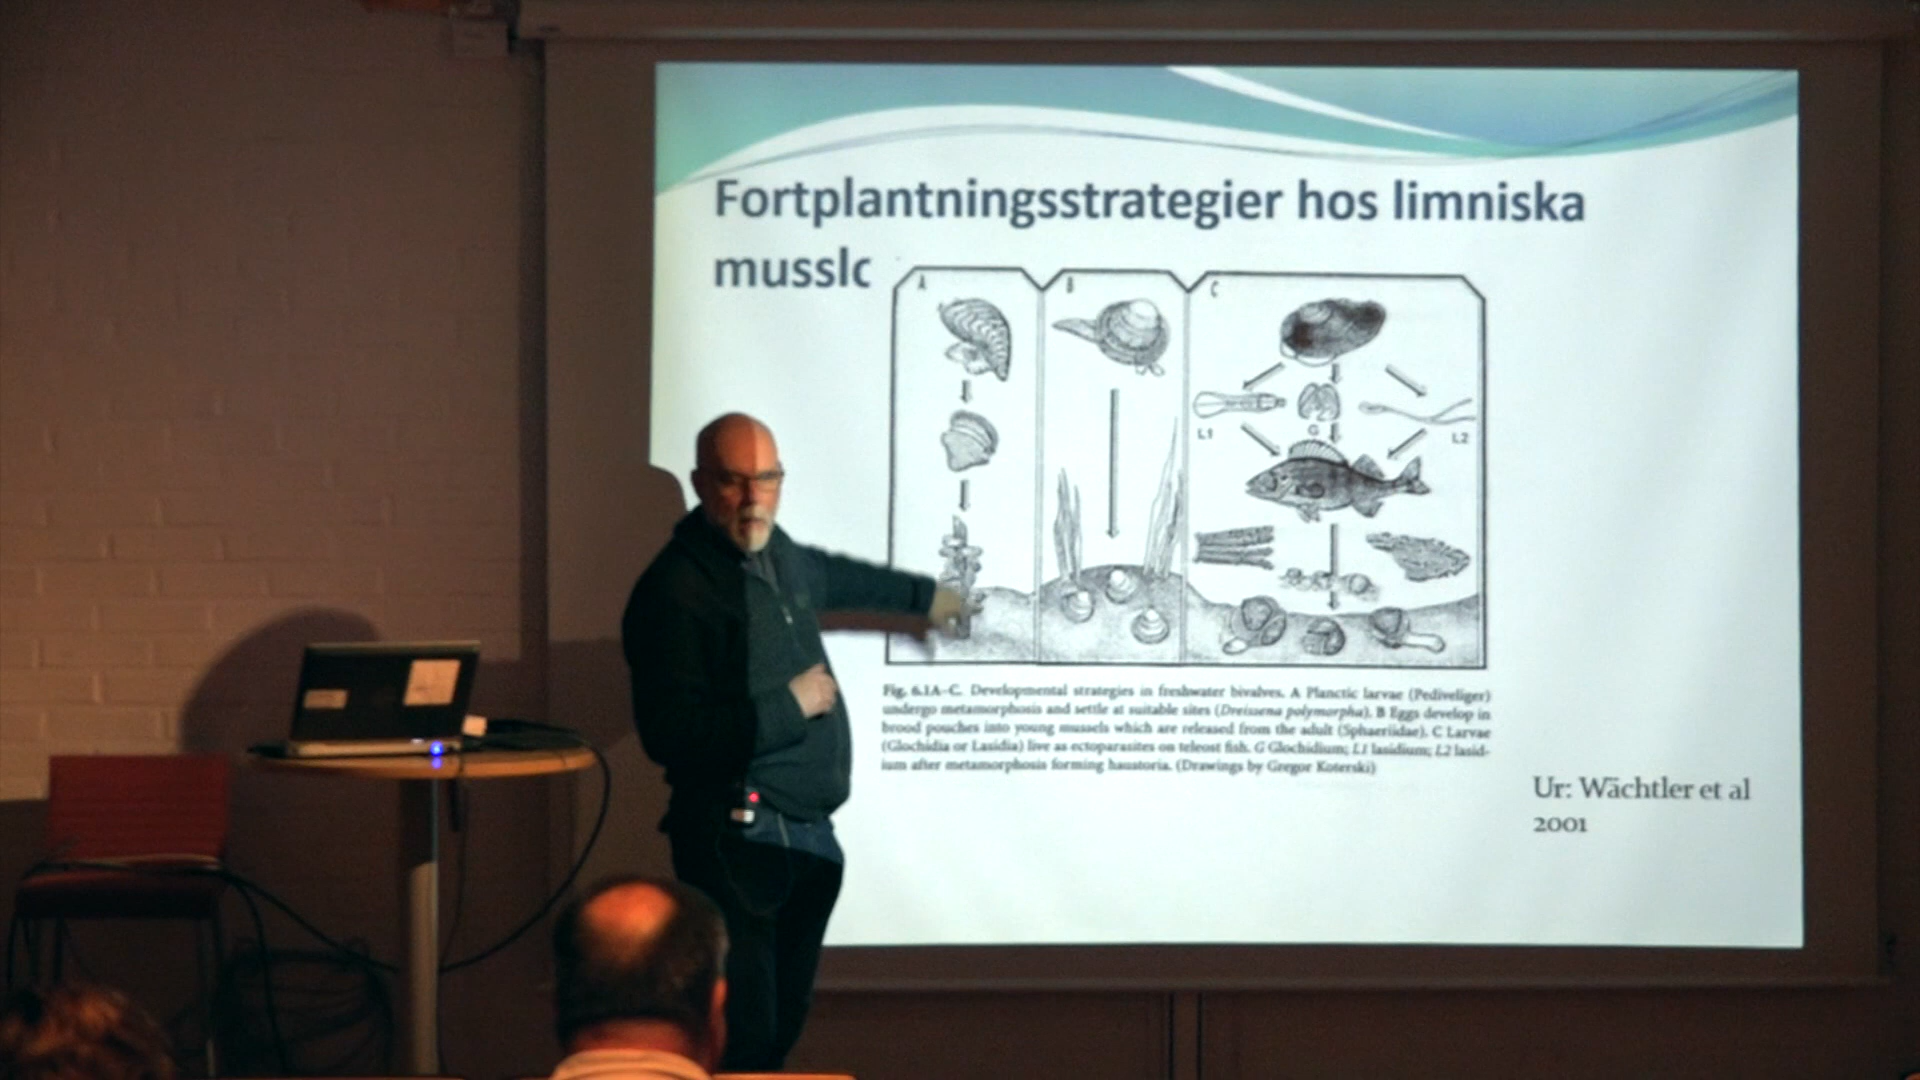 Fortplantningsstrategier hos limniska
musslc
A
B
C
L1
G
L2
Fig. 6.1A–C. Developmental strategies in freshwater bivalves. A Planctic larvae (Pediveliger)
undergo metamorphosis and settle at suitable sites (Dreissena polymorpha). B Eggs develop in
brood pouches into young mussels which are released from the adult (Sphaeriidae). C Larvae
(Glochidia or Lasidia) live as ectoparasites on teleost fish. G Glochidium; L1 lasidium; L2 lasid-
ium after metamorphosis forming haustoria. (Drawings by Gregor Koterski)
Ur: Wächtler et al
2001